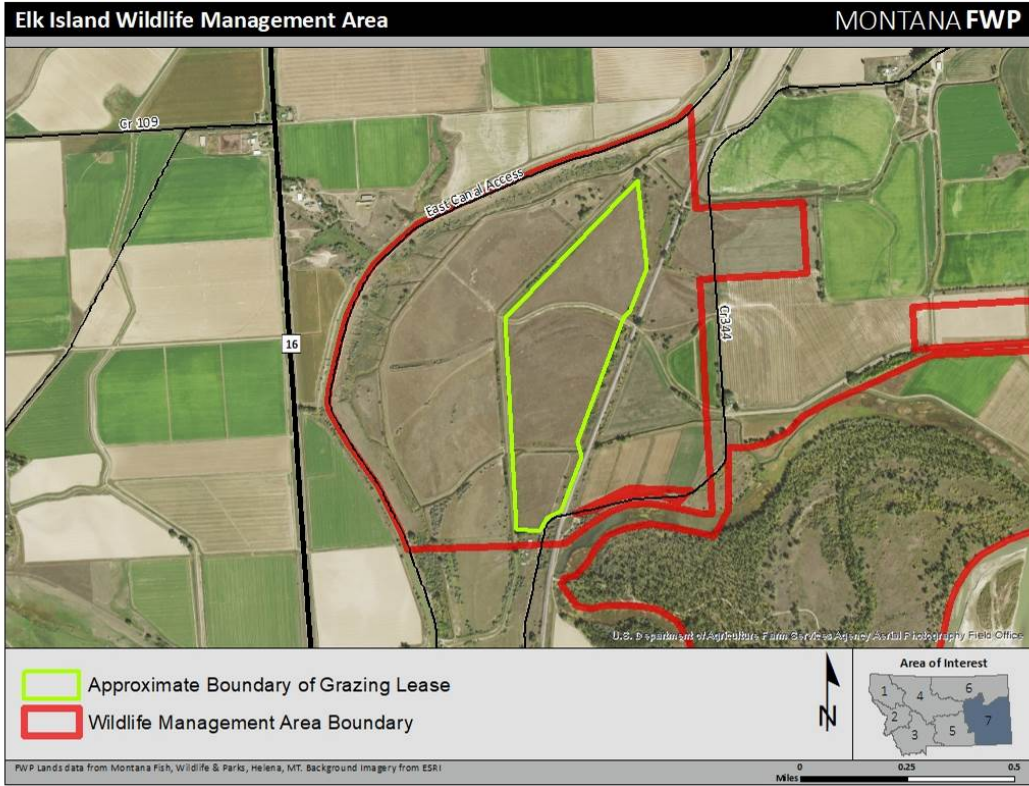 Elk Island Wildlife Management Area
MONTANA FWP
Cr 109
East Canal Access
16
Cr344
U.S. Department of Agriculture Farm Services Agency Aerial Photography Field Office
Approximate Boundary of Grazing Lease
Wildlife Management Area Boundary
N
Area of Interest
1
4
6
2
7
3
5
FWP Lands data from Montana Fish, Wildlife & Parks, Helena, MT. Background Imagery from ESRI
0 0.25 0.5
Miles